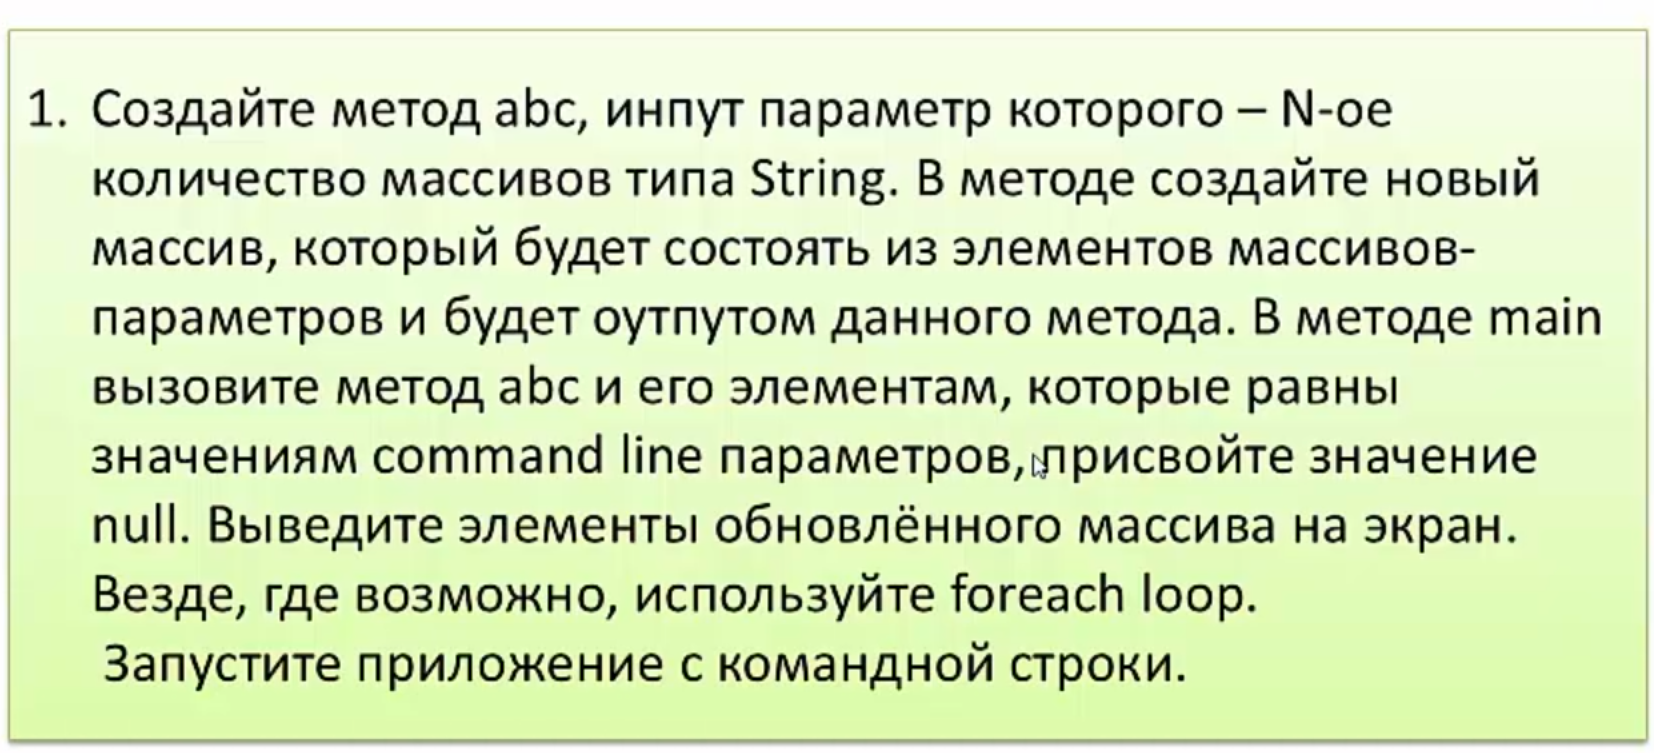 1. Создайте метод abc, инпут параметр которого – N-ое
количество массивов типа String. В методе создайте новый
массив, который будет состоять из элементов массивов-
параметров и будет оутпутом данного метода. В методе main
вызовите метод abc и его элементам, которые равны
значениям command line параметров, присвойте значение
null. Выведите элементы обновлённого массива на экран.
Везде, где возможно, используйте foreach loop.
Запустите приложение с командной строки.